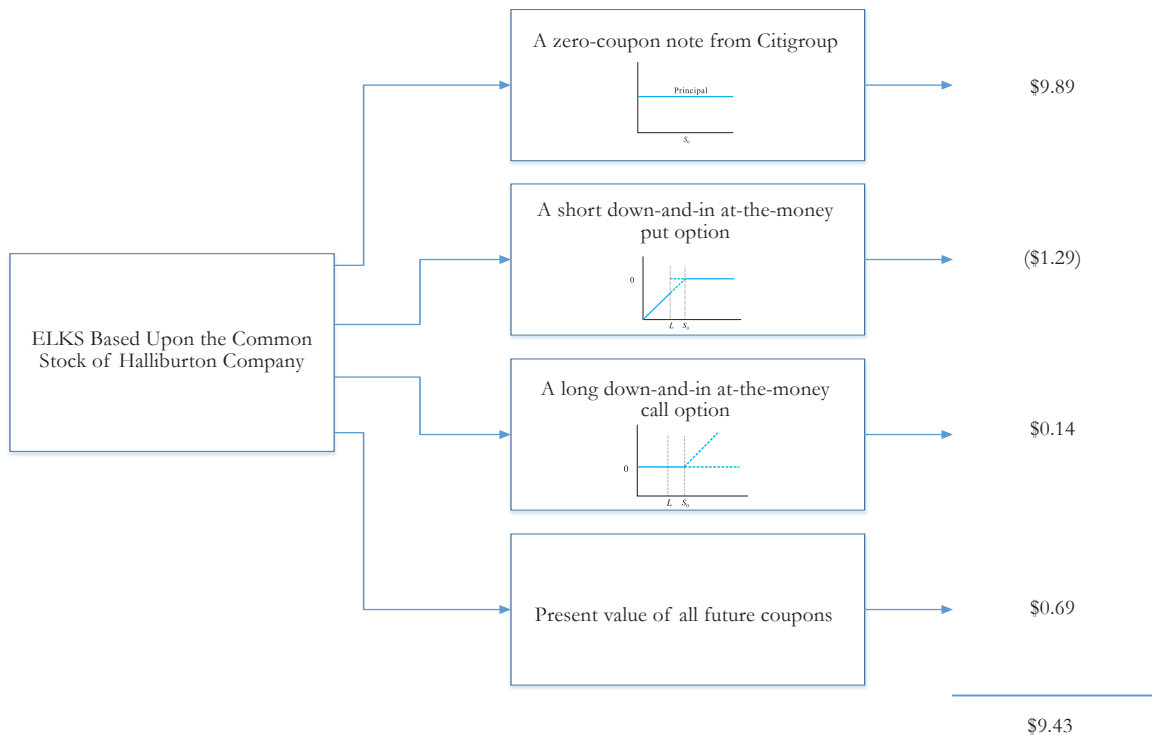 A zero-coupon note from Citigroup
Principal
S₀
$9.89
A short down-and-in at-the-money
put option
0
L S₀
($1.29)
ELKS Based Upon the Common
Stock of Halliburton Company
A long down-and-in at-the-money
call option
0
L S₀
$0.14
Present value of all future coupons
$0.69
$9.43